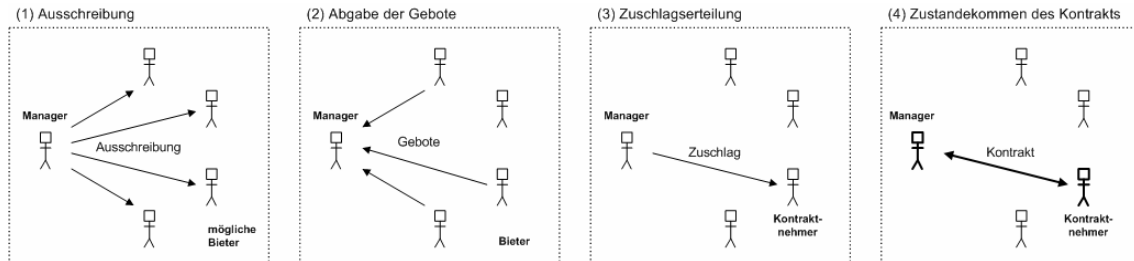 (1) Ausschreibung
Manager
Ausschreibung
mögliche
Bieter
(2) Abgabe der Gebote
Manager
Gebote
Bieter
(3) Zuschlagserteilung
Manager
Zuschlag
Kontrakt-
nehmer
(4) Zustandekommen des Kontrakts
Manager
Kontrakt
Kontrakt-
nehmer